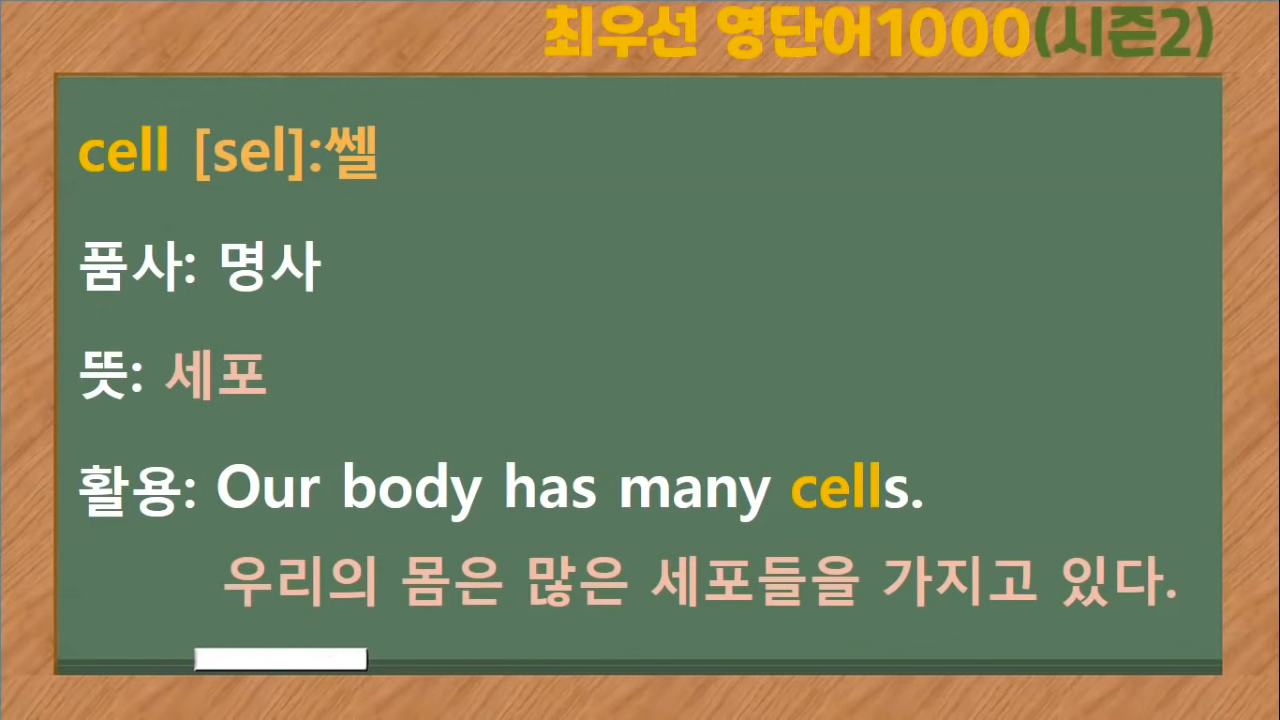 최우선 영단어1000(시즌2)
cell [sel]:쎌
품사: 명사
뜻: 세포
활용: Our body has many cells.
우리의 몸은 많은 세포들을 가지고 있다.